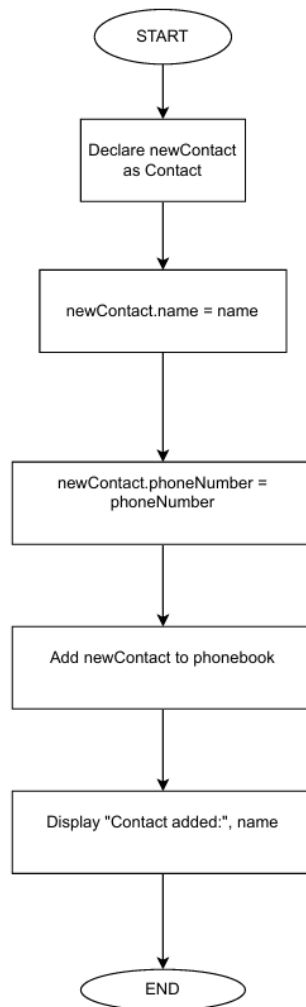 START
Declare newContact
as Contact
newContact.name = name
newContact.phoneNumber =
phoneNumber
Add newContact to phonebook
Display "Contact added:", name
END